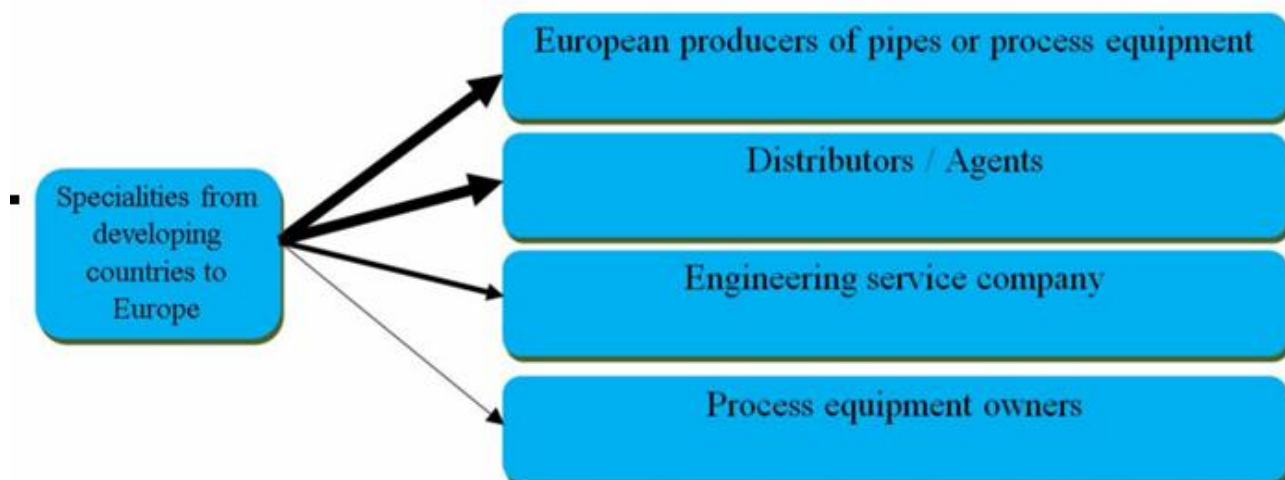 European producers of pipes or process equipment
Distributors / Agents
Specialities from
developing
countries to
Europe
Engineering service company
Process equipment owners